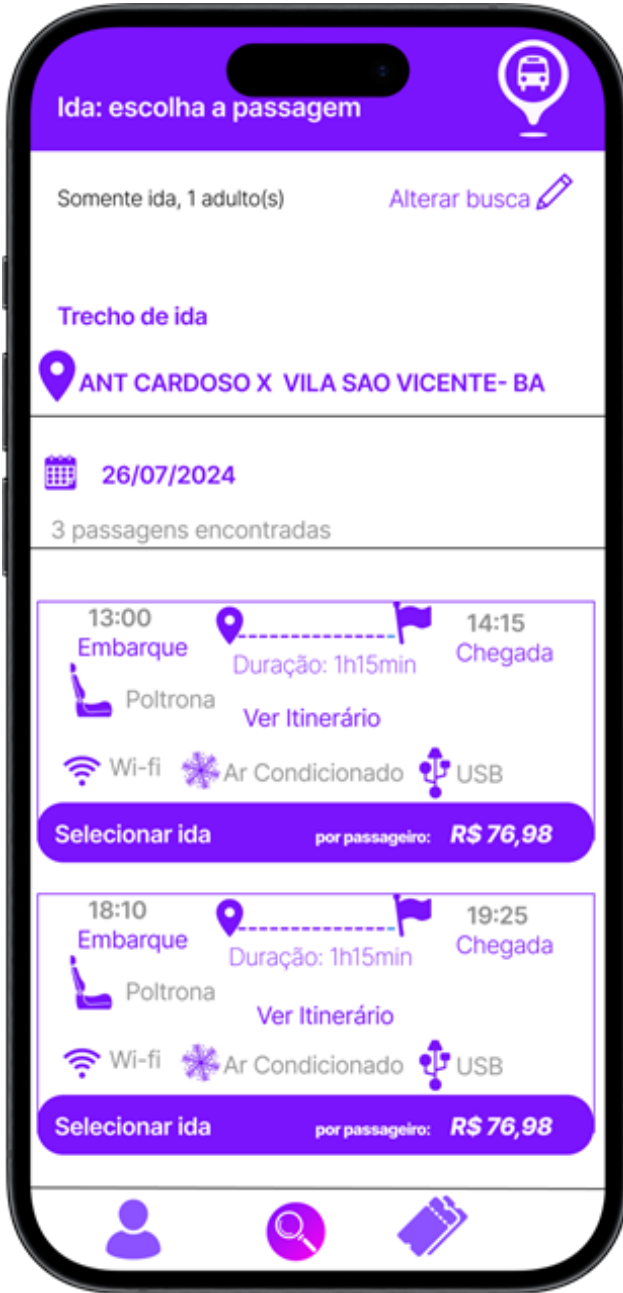 Ida: escolha a passagem
Somente ida, 1 adulto(s) Alterar busca
Trecho de ida
ANT CARDOSO X VILA SAO VICENTE- BA
26/07/2024
3 passagens encontradas
13:00 14:15
Embarque Chegada
Duração: 1h15min
Poltrona
Ver Itinerário
Wi-fi Ar Condicionado USB
Selecionar ida por passageiro: R$ 76,98
18:10 19:25
Embarque Chegada
Duração: 1h15min
Poltrona
Ver Itinerário
Wi-fi Ar Condicionado USB
Selecionar ida por passageiro: R$ 76,98